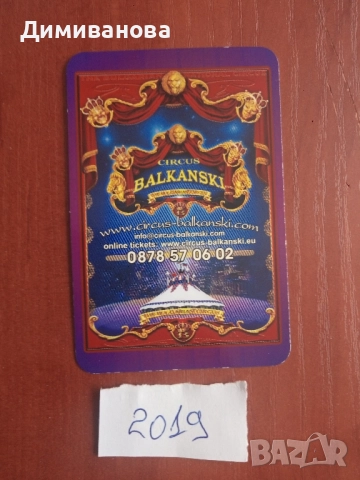 Димиванова
CIRCUS
BALKANSKI
www.circus-balkanski.com
info@circus-balkanski.com
online tickets www.circus-balkanski.eu
0878 57 06 02
2019
BAZAR